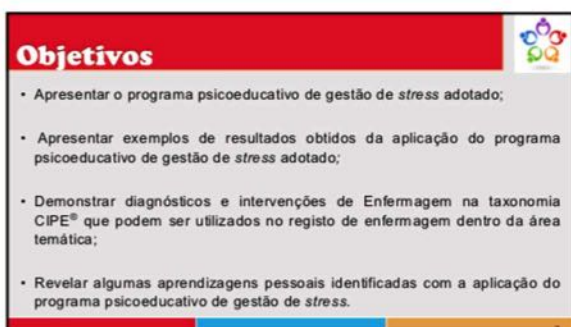 Objetivos
• Apresentar o programa psicoeducativo de gestão de stress adotado;
• Apresentar exemplos de resultados obtidos da aplicação do programa
psicoeducativo de gestão de stress adotado;
• Demonstrar diagnósticos e intervenções de Enfermagem na taxonomia
CIPE® que podem ser utilizados no registo de enfermagem dentro da área
temática;
• Revelar algumas aprendizagens pessoais identificadas com a aplicação do
programa psicoeducativo de gestão de stress.